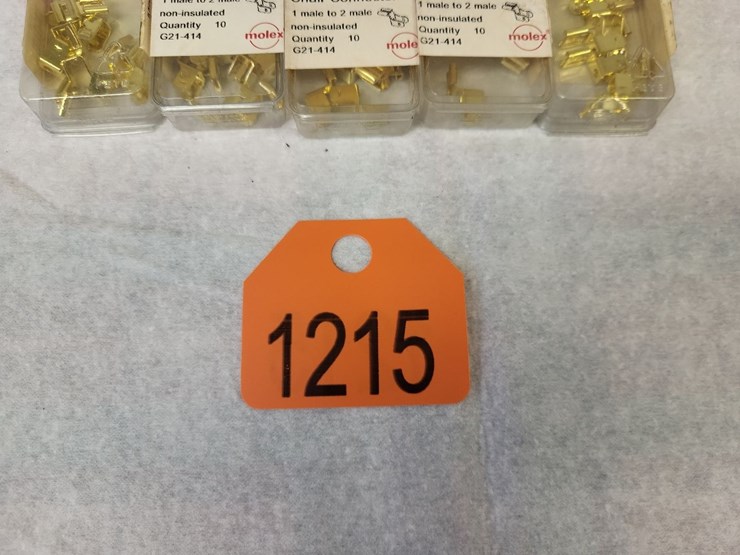 1 male to 2 male
non-insulated
Quantity 10
G21-414
molex
1 male to 2 male
non-insulated
Quantity 10
G21-414
mole
1 male to 2 male
non-insulated
Quantity 10
G21-414
molex
1215